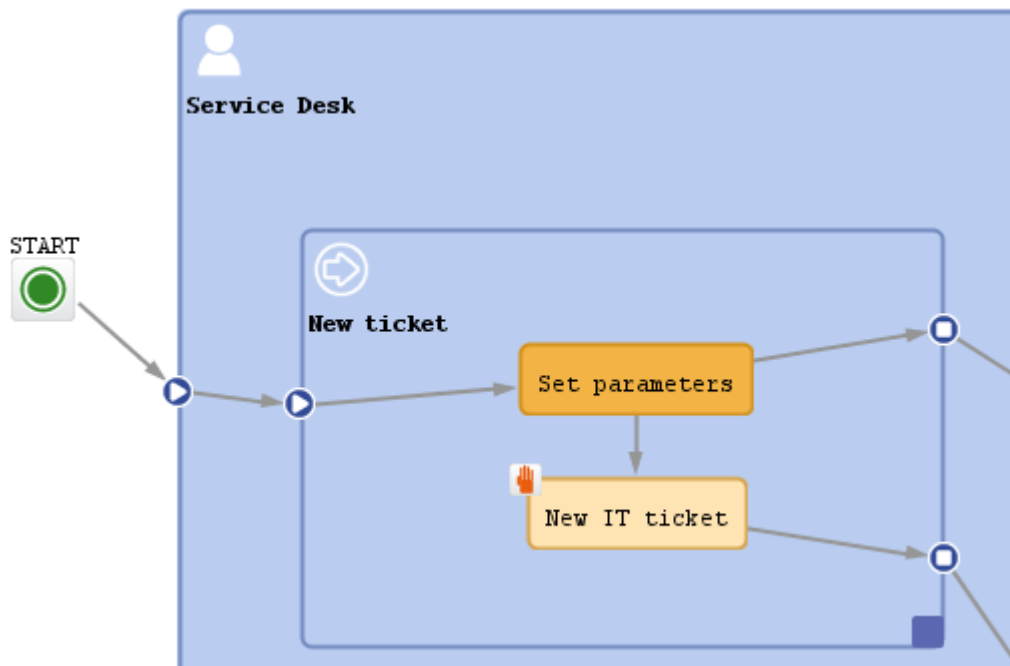 Service Desk
START
New ticket
Set parameters
New IT ticket